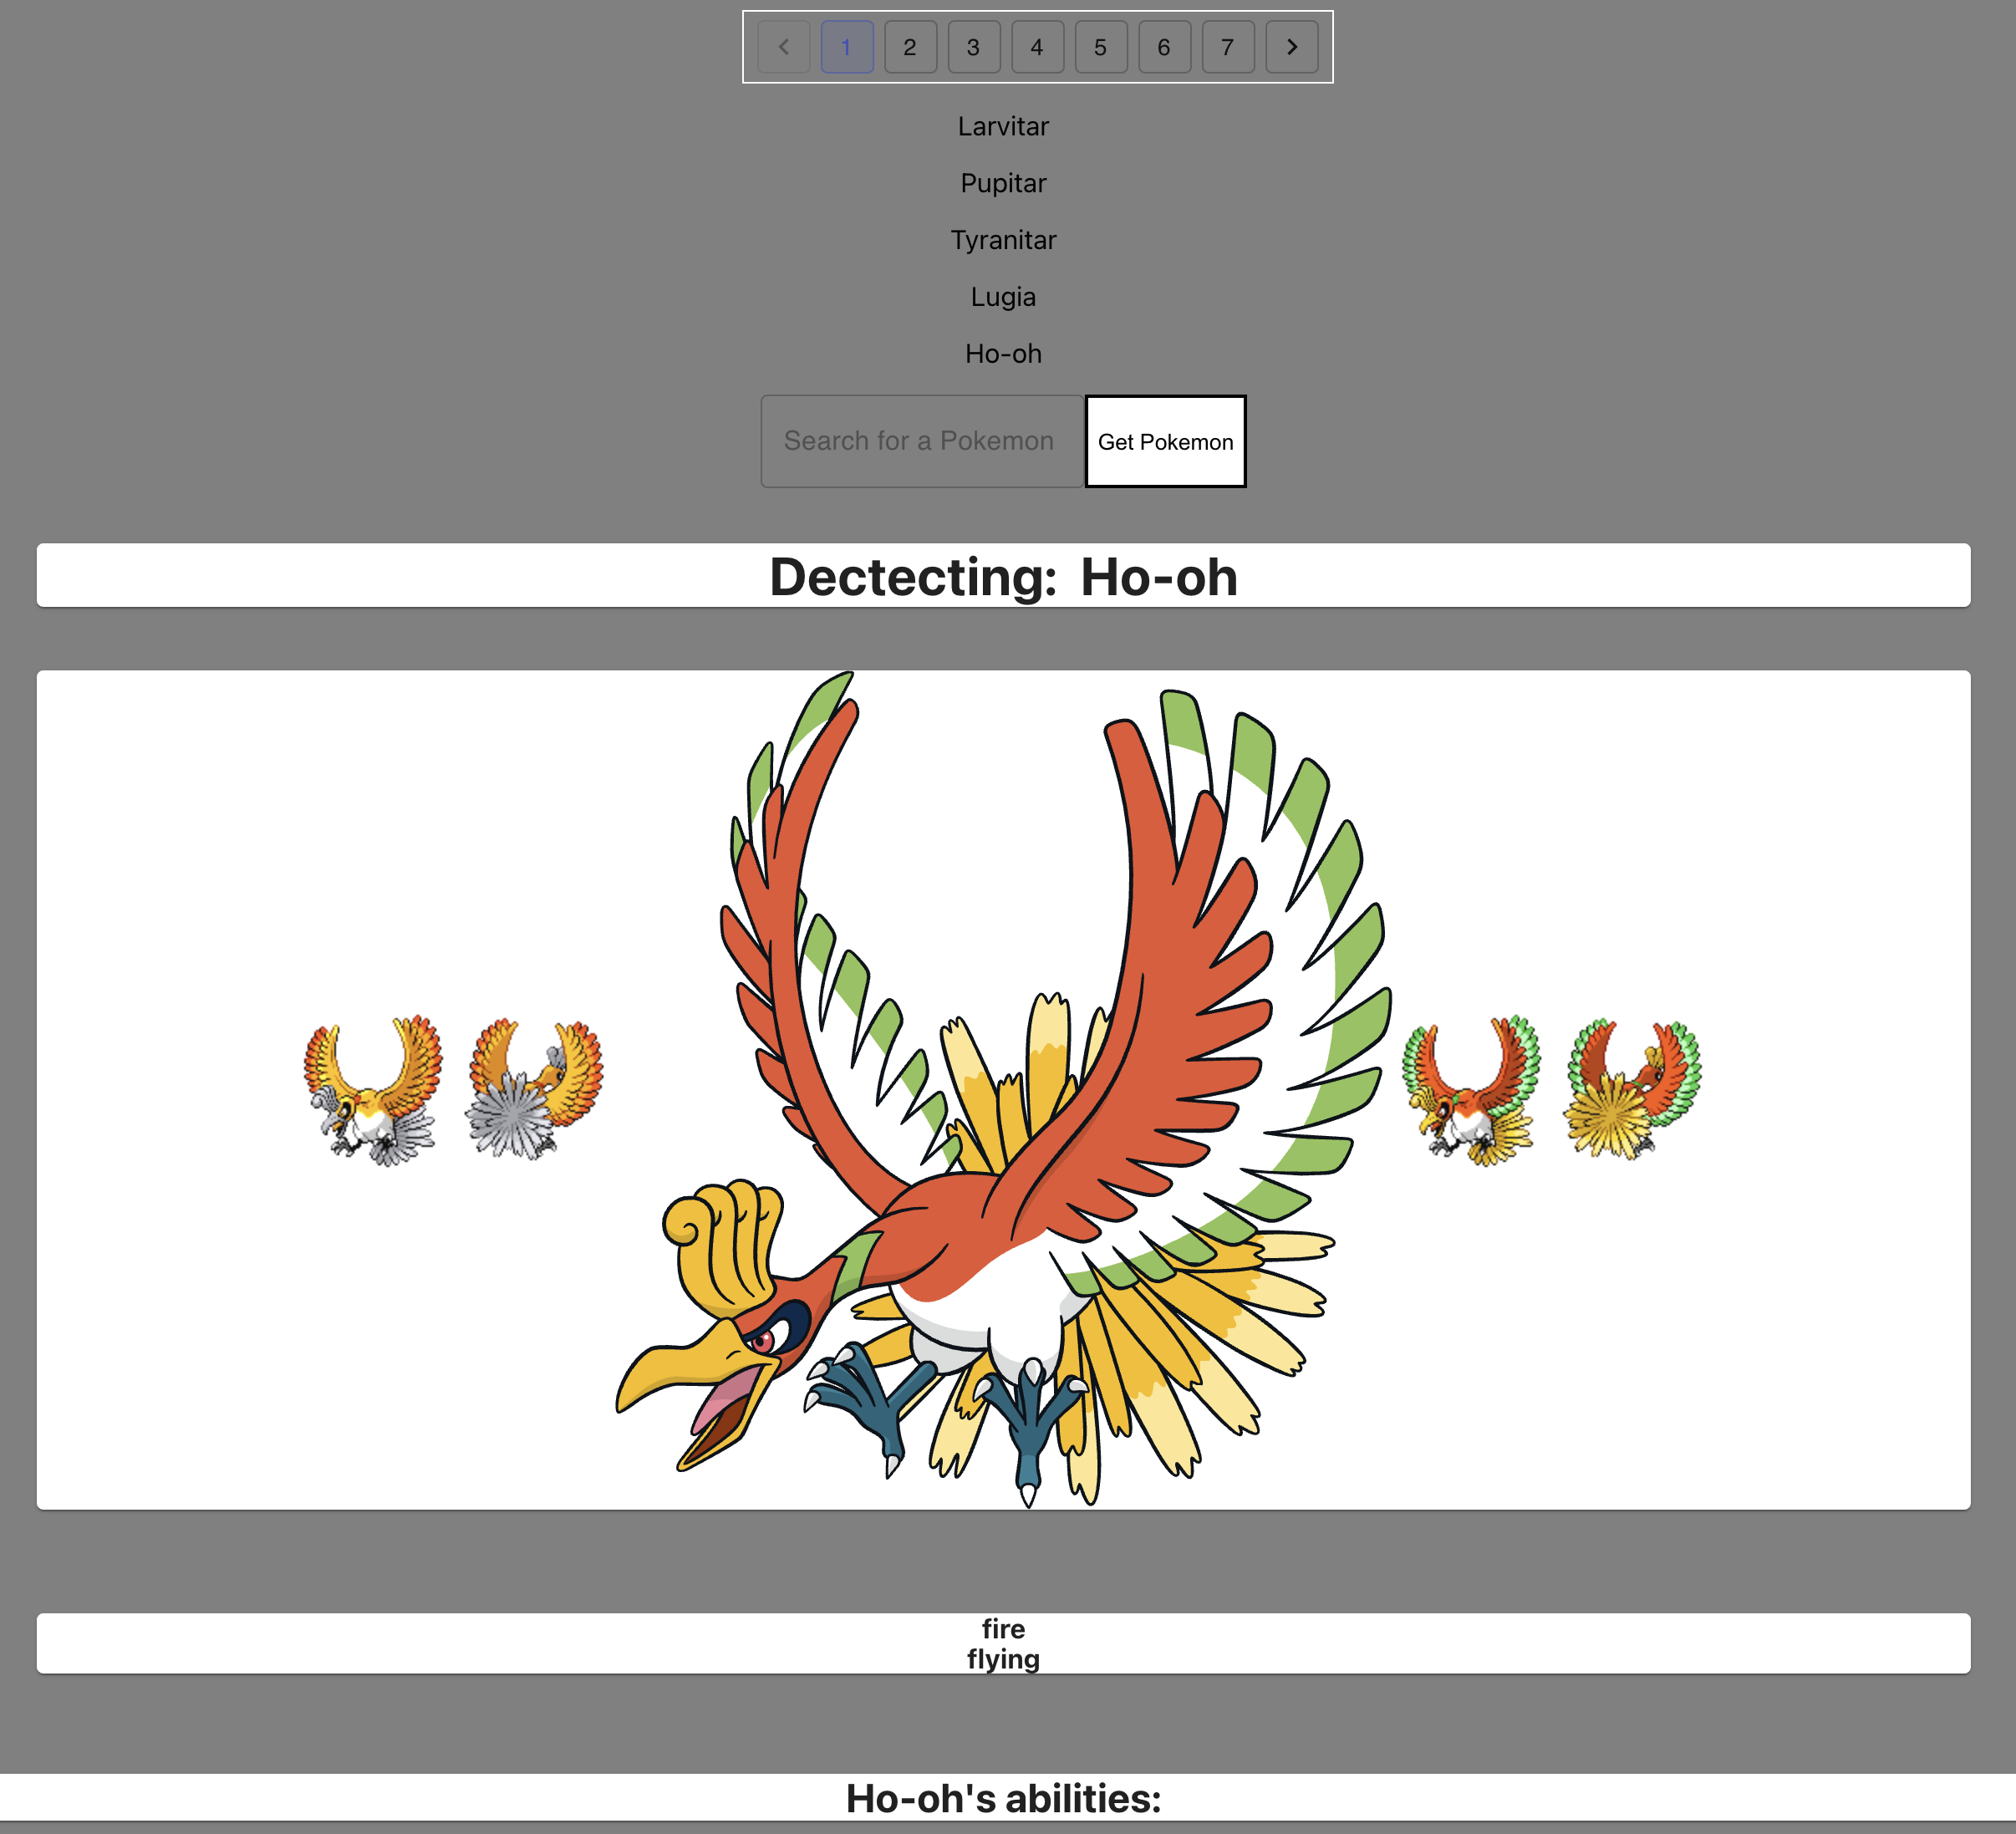 1 2 3 4 5 6 7
Larvitar
Pupitar
Tyranitar
Lugia
Ho-oh
Search for a Pokemon Get Pokemon
Dectecting: Ho-oh
fire
flying
Ho-oh's abilities: